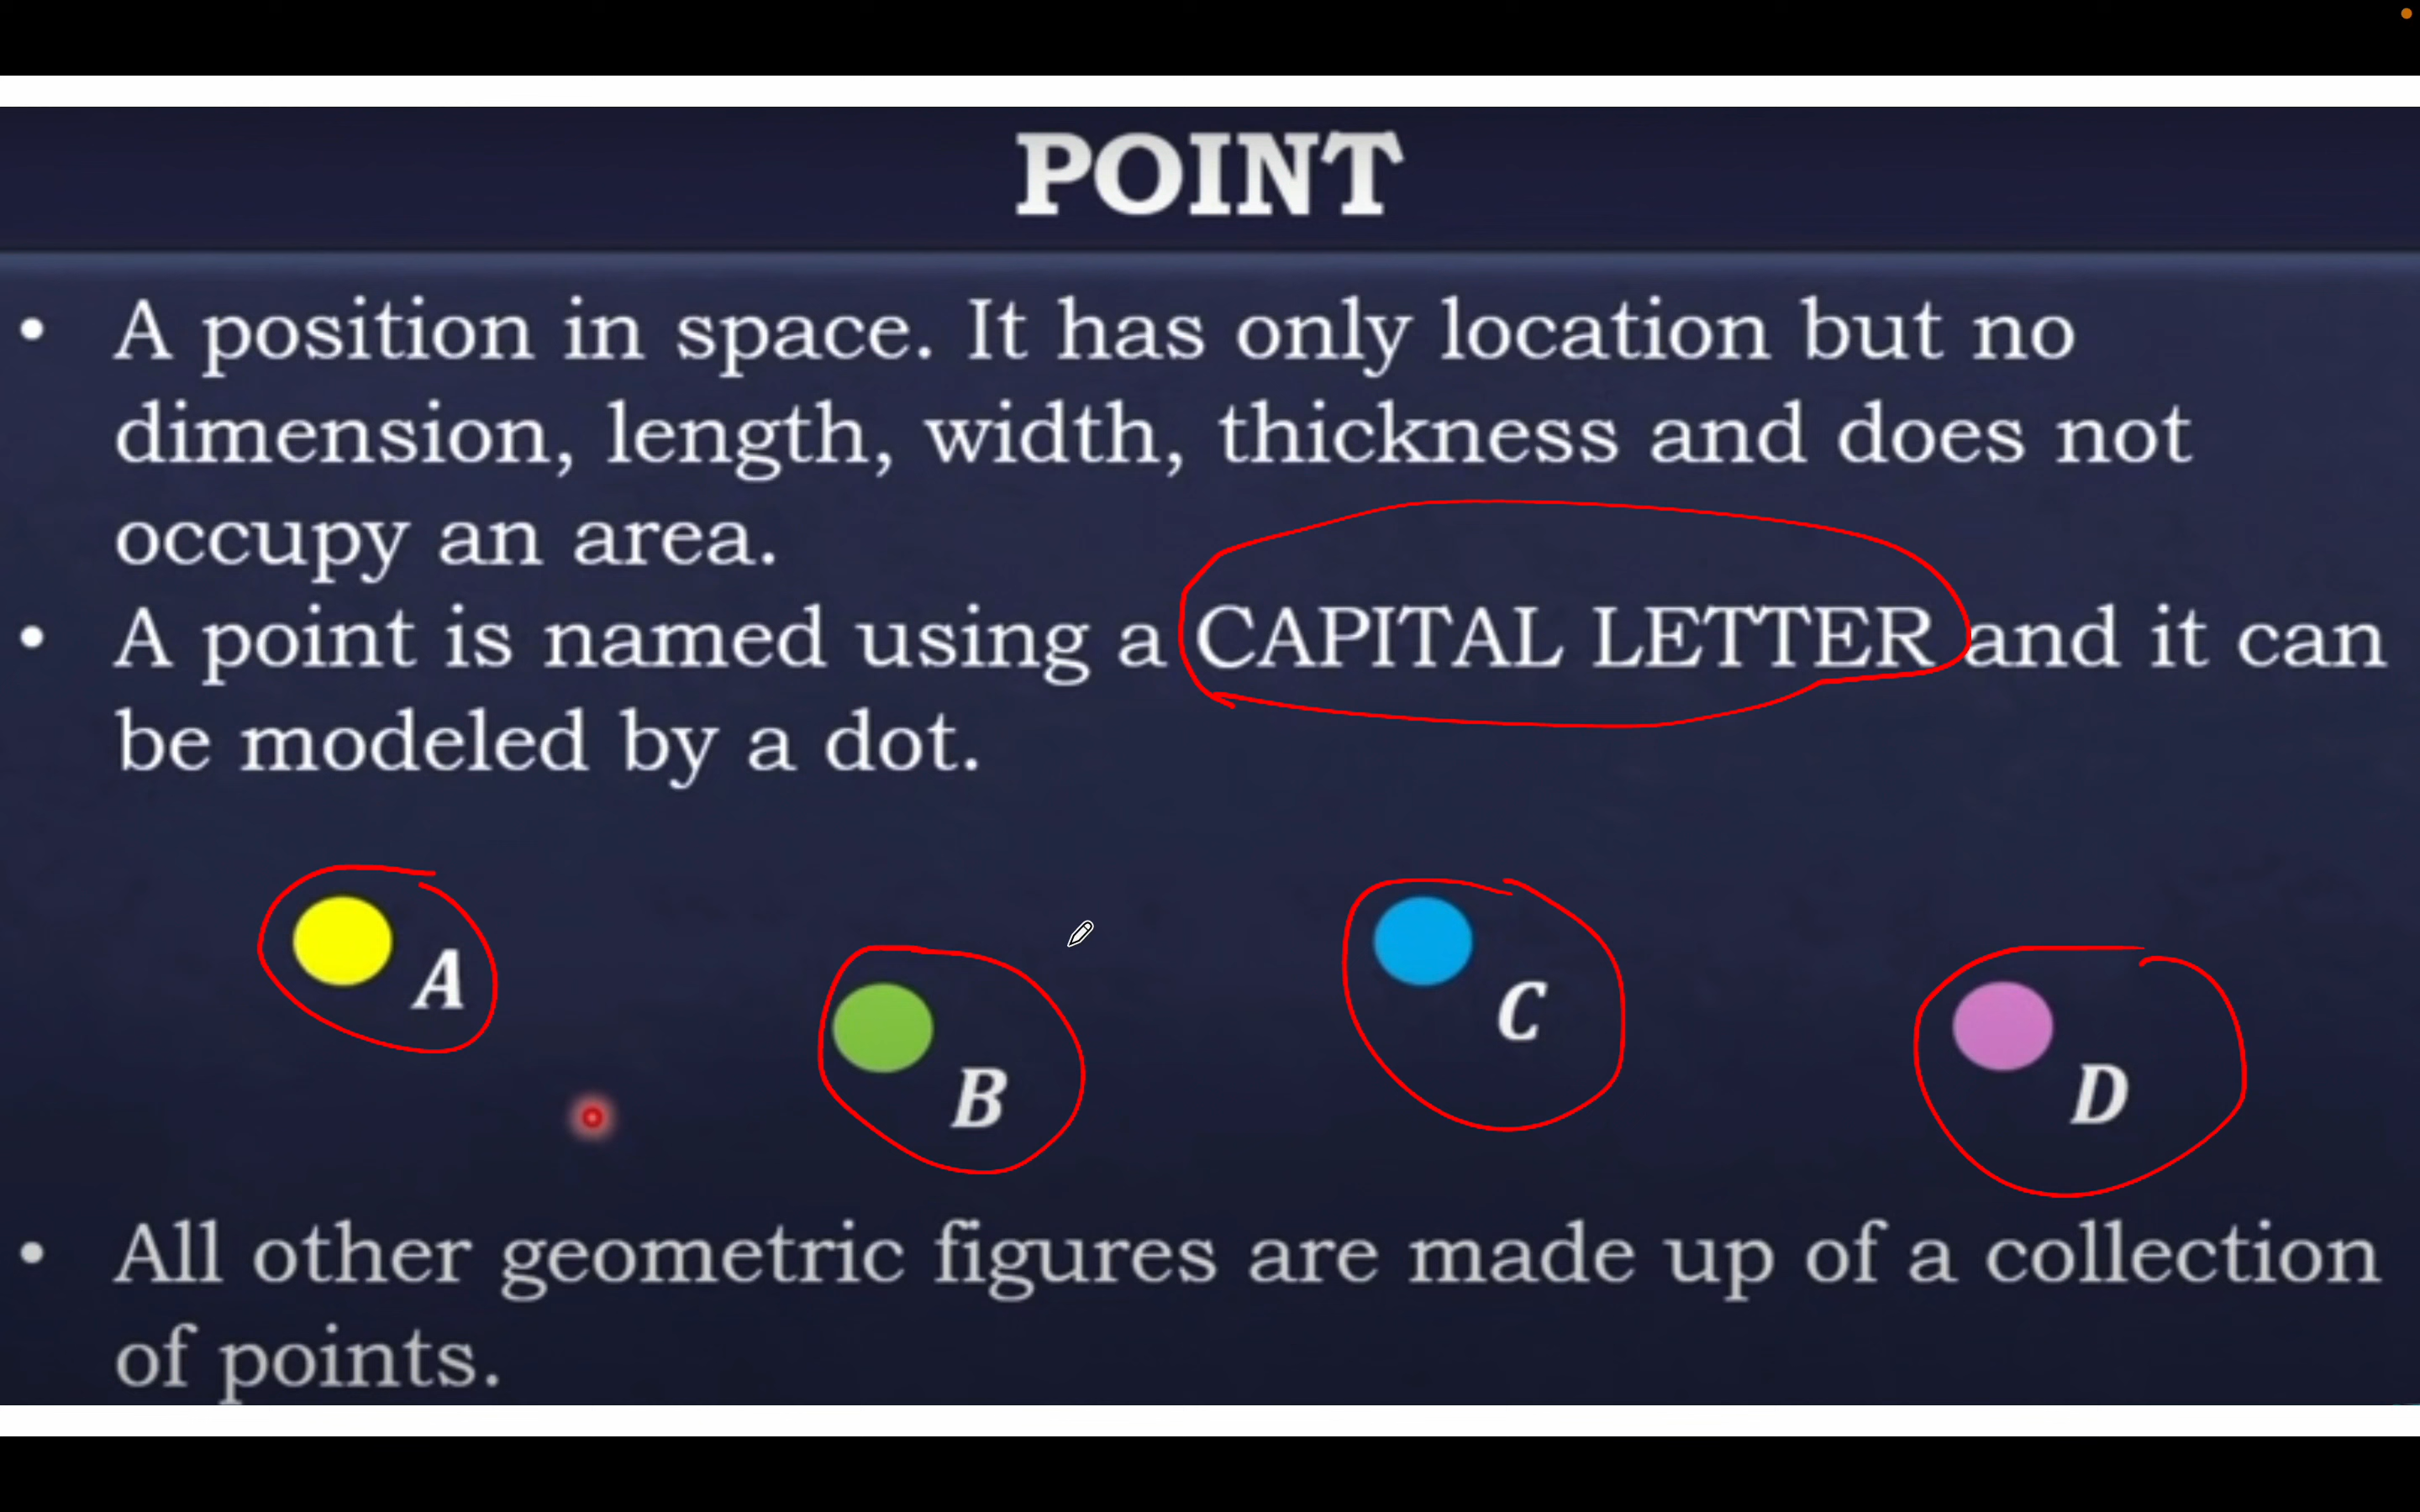 POINT
• A position in space. It has only location but no
dimension, length, width, thickness and does not
occupy an area.
• A point is named using a CAPITAL LETTER and it can
be modeled by a dot.
A
B
C
D
• All other geometric figures are made up of a collection
of points.